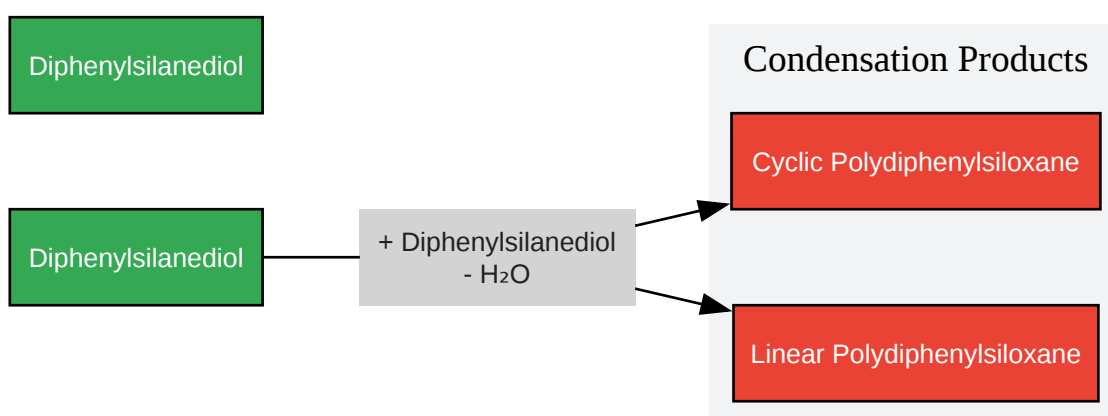 Diphenylsilanediol
Condensation Products
Cyclic Polydiphenylsiloxane
Diphenylsilanediol
+ Diphenylsilanediol
- H₂O
Linear Polydiphenylsiloxane